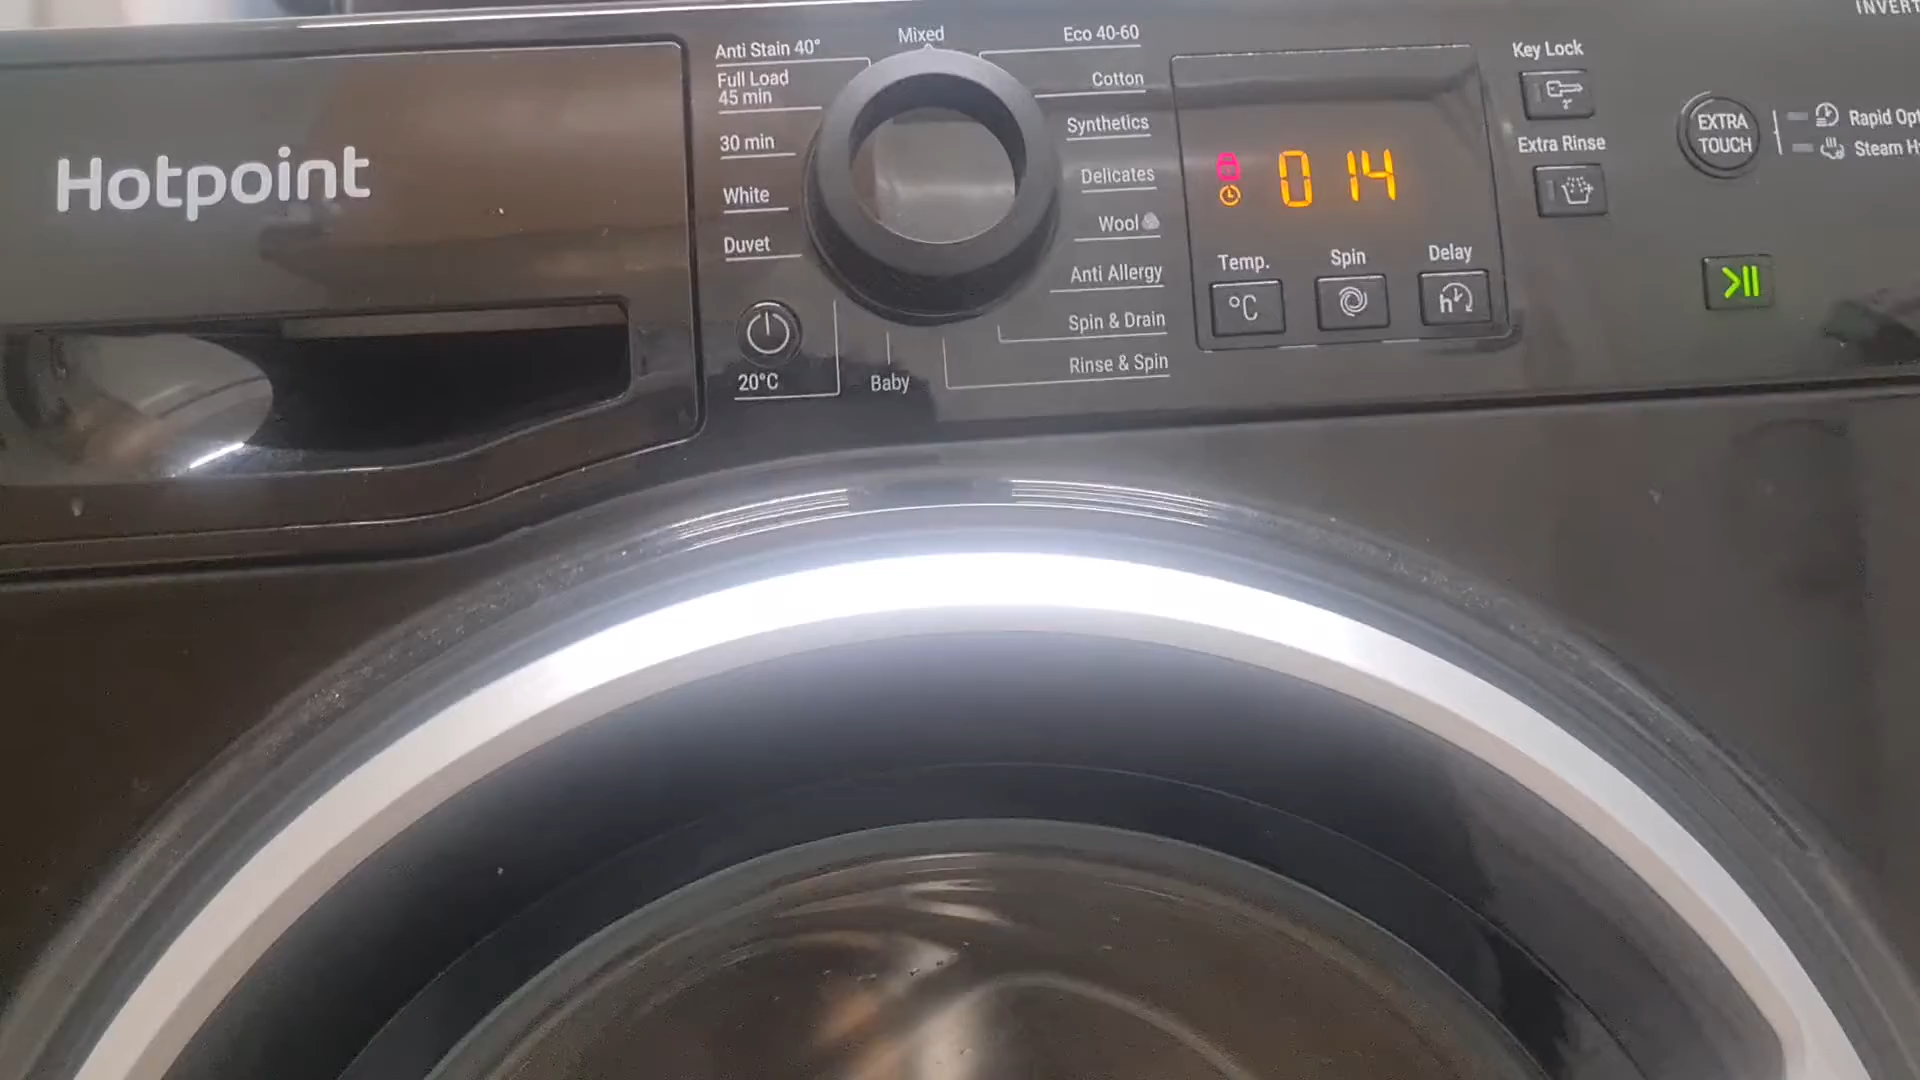 INVERT
Hotpoint
Anti Stain 40°
Full Load
45 min
30 min
White
Duvet
20°C
Mixed
Baby
Eco 40-60
Cotton
Synthetics
Delicates
Wool
Anti Allergy
Spin & Drain
Rinse & Spin
0 14
Temp.
°C
Spin
Delay
h
Key Lock
Extra Rinse
EXTRA
TOUCH
Rapid Opt
Steam H